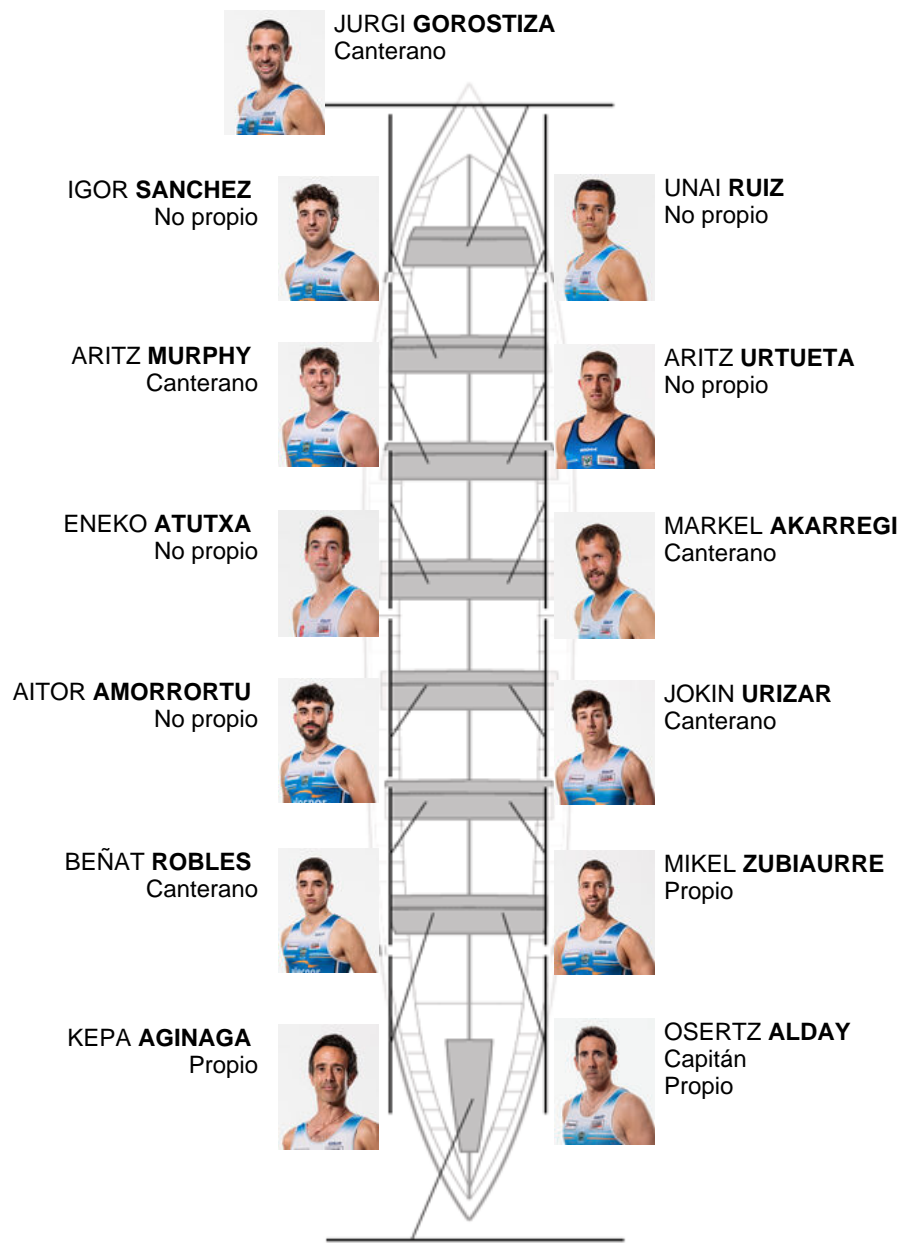 JURGI GOROSTIZA
Canterano
IGOR SANCHEZ
No propio
UNAI RUIZ
No propio
ARITZ MURPHY
Canterano
ARITZ URTUETA
No propio
ENEKO ATUTXA
No propio
MARKEL AKARREGI
Canterano
AITOR AMORRORTU
No propio
JOKIN URIZAR
Canterano
BEÑAT ROBLES
Canterano
MIKEL ZUBIAURRE
Propio
KEPA AGINAGA
Propio
OSERTZ ALDAY
Capitán
Propio